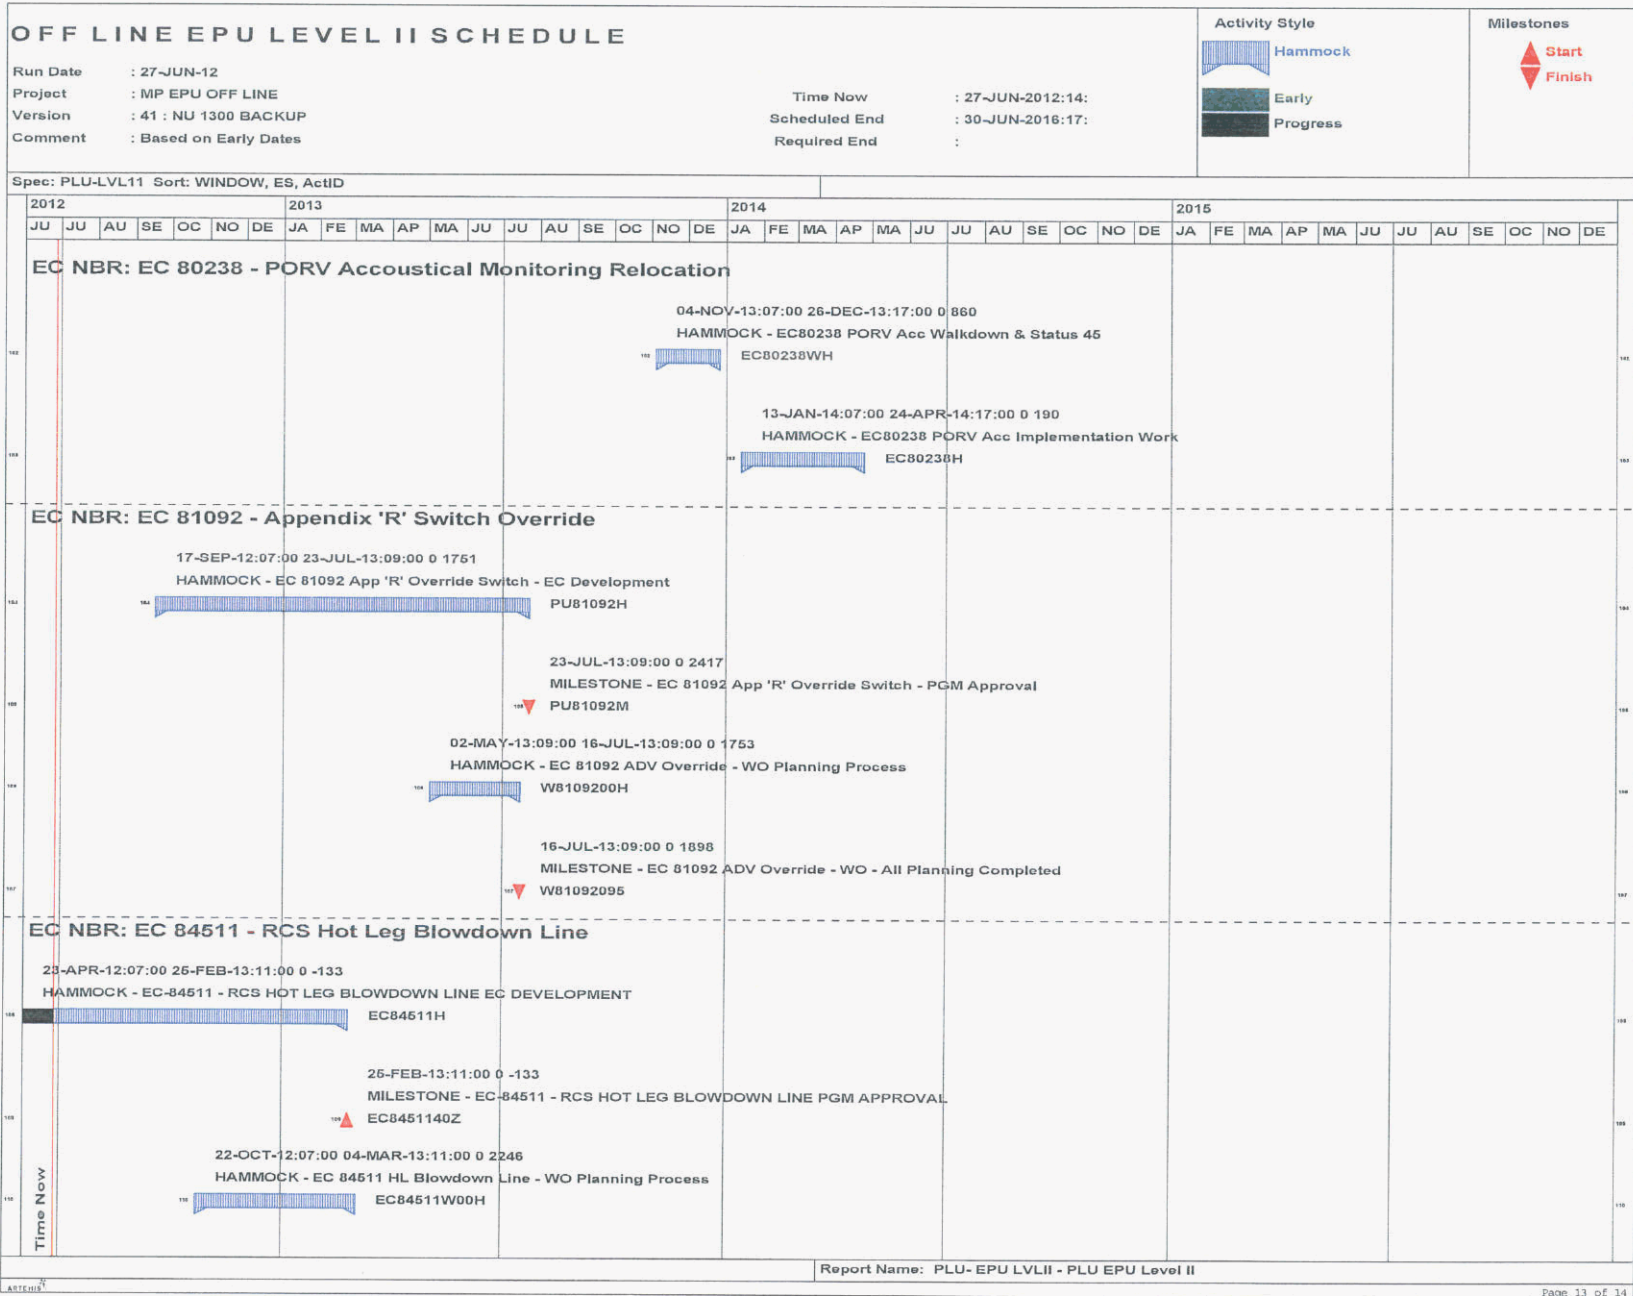 OFF LINE EPU LEVEL II SCHEDULE
Run Date : 27-JUN-12
Project : MP EPU OFF LINE
Version : 41 : NU 1300 BACKUP
Comment : Based on Early Dates
Time Now : 27-JUN-2012:14:
Scheduled End : 30-JUN-2016:17:
Required End :
Activity Style
Hammock
Early
Progress
Milestones
Start
Finish
Spec: PLU-LVL11 Sort: WINDOW, ES, ActID
2012 2013 2014 2015
JU JU AU SE OC NO DE JA FE MA AP MA JU JU AU SE OC NO DE JA FE MA AP MA JU JU AU SE OC NO DE JA FE MA AP MA JU JU AU SE OC NO DE
EC NBR: EC 80238 - PORV Accoustical Monitoring Relocation
04-NOV-13:07:00 26-DEC-13:17:00 0 860
HAMMOCK - EC80238 PORV Acc Walkdown & Status 45
EC80238WH
13-JAN-14:07:00 24-APR-14:17:00 0 190
HAMMOCK - EC80238 PORV Acc Implementation Work
EC80238H
EC NBR: EC 81092 - Appendix 'R' Switch Override
17-SEP-12:07:00 23-JUL-13:09:00 0 1751
HAMMOCK - EC 81092 App 'R' Override Switch - EC Development
PU81092H
23-JUL-13:09:00 0 2417
MILESTONE - EC 81092 App 'R' Override Switch - PGM Approval
PU81092M
02-MAY-13:09:00 16-JUL-13:09:00 0 1753
HAMMOCK - EC 81092 ADV Override - WO Planning Process
W8109200H
16-JUL-13:09:00 0 1898
MILESTONE - EC 81092 ADV Override - WO - All Planning Completed
W81092095
EC NBR: EC 84511 - RCS Hot Leg Blowdown Line
23-APR-12:07:00 25-FEB-13:11:00 0 -133
HAMMOCK - EC-84511 - RCS HOT LEG BLOWDOWN LINE EC DEVELOPMENT
EC84511H
25-FEB-13:11:00 0 -133
MILESTONE - EC-84511 - RCS HOT LEG BLOWDOWN LINE PGM APPROVAL
EC8451140Z
22-OCT-12:07:00 04-MAR-13:11:00 0 2246
HAMMOCK - EC 84511 HL Blowdown Line - WO Planning Process
EC84511W00H
Time Now
Report Name: PLU- EPU LVLII - PLU EPU Level II
ARTEMIS
Page 13 of 14